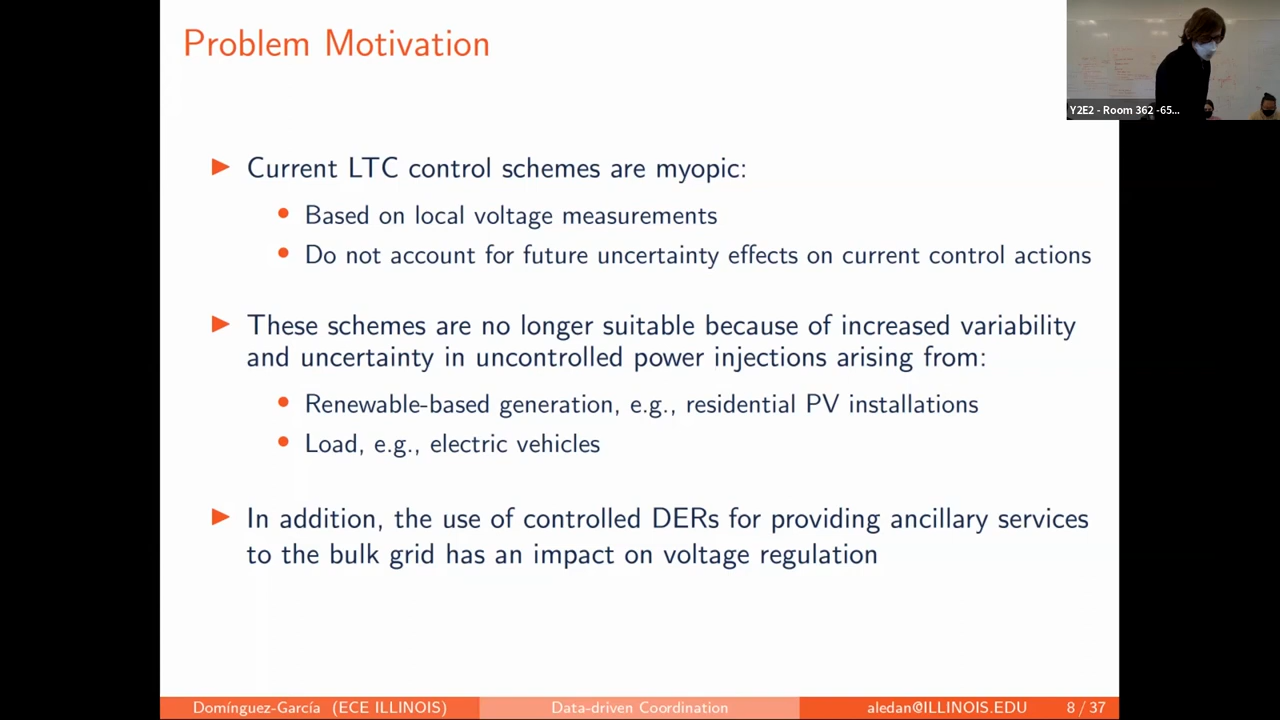 Problem Motivation
Y2E2 - Room 362 -65...
Current LTC control schemes are myopic:
Based on local voltage measurements
Do not account for future uncertainty effects on current control actions
These schemes are no longer suitable because of increased variability
and uncertainty in uncontrolled power injections arising from:
Renewable-based generation, e.g., residential PV installations
Load, e.g., electric vehicles
In addition, the use of controlled DERs for providing ancillary services
to the bulk grid has an impact on voltage regulation
Domínguez-García (ECE ILLINOIS) Data-driven Coordination aledan@ILLINOIS.EDU 8 / 37